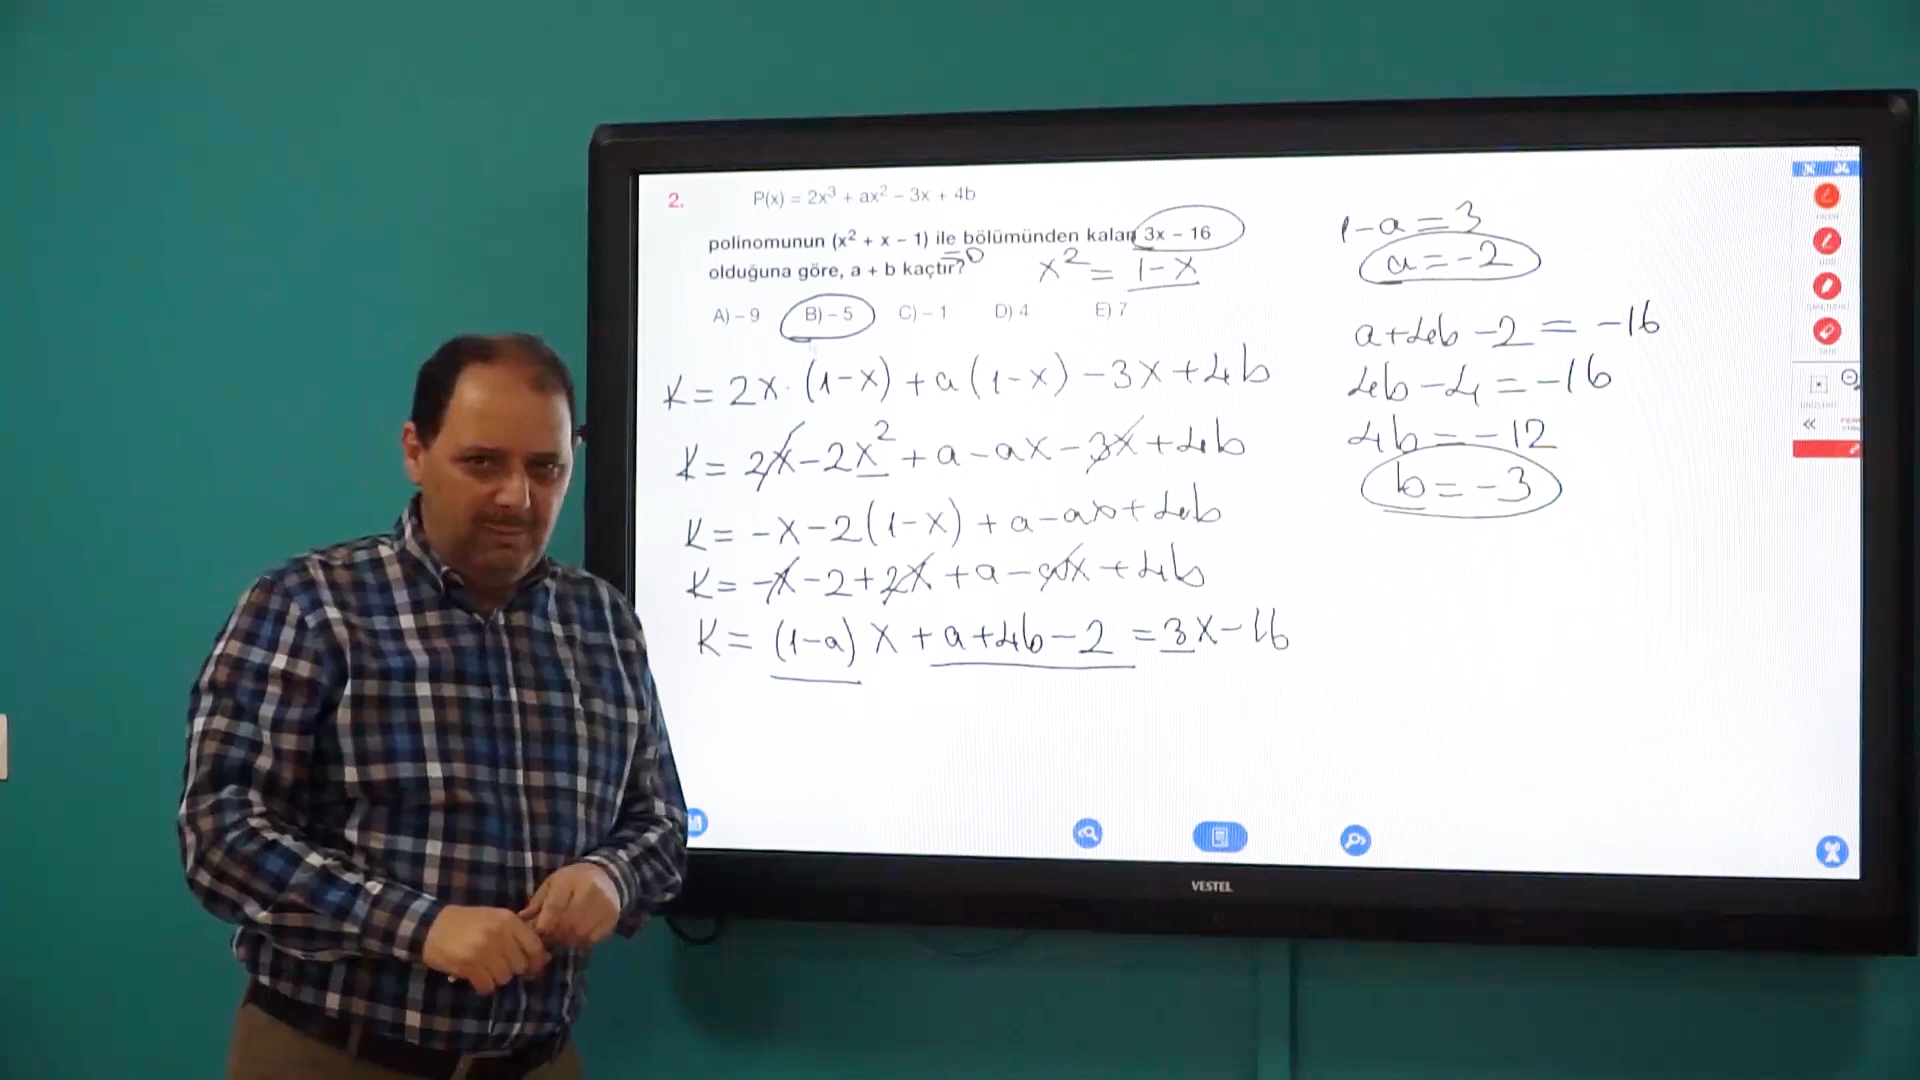 2. P(x) = 2x³ + ax² – 3x + 4b
polinomunun (x² + x – 1) ile bölümünden kalan 3x – 16
olduğuna göre, a + b kaçtır?
=0
x² = 1-x
A) – 9 B) – 5 C) – 1 D) 4 E) 7
K = 2x·(1-x) + a(1-x) -3x+4b
K = 2x-2x² + a-ax-3x+4b
K = -x-2(1-x) + a-ax+4b
K = -x-2+2x+a-ax+4b
K = (1-a) x + a+4b-2 = 3x-16
1-a=3
a=-2
a+4b-2 = -16
4b-4 = -16
4b = -12
b = -3
VESTEL